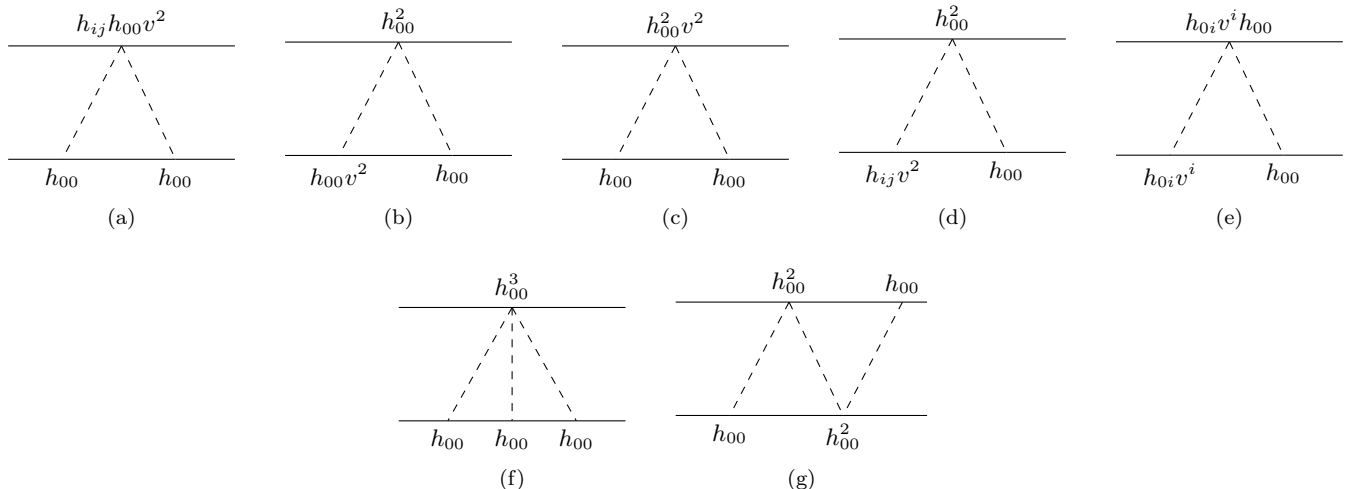 h_{ij}h_{00}v^2
h_{00}^2
h_{00}^2v^2
h_{00}^2
h_{0i}v^ih_{00}
h_{00} h_{00}
h_{00}v^2 h_{00}
h_{00} h_{00}
h_{ij}v^2 h_{00}
h_{0i}v^i h_{00}
(a)
(b)
(c)
(d)
(e)
h_{00}^3
h_{00}^2 h_{00}
h_{00} h_{00} h_{00}
h_{00} h_{00}^2
(f)
(g)